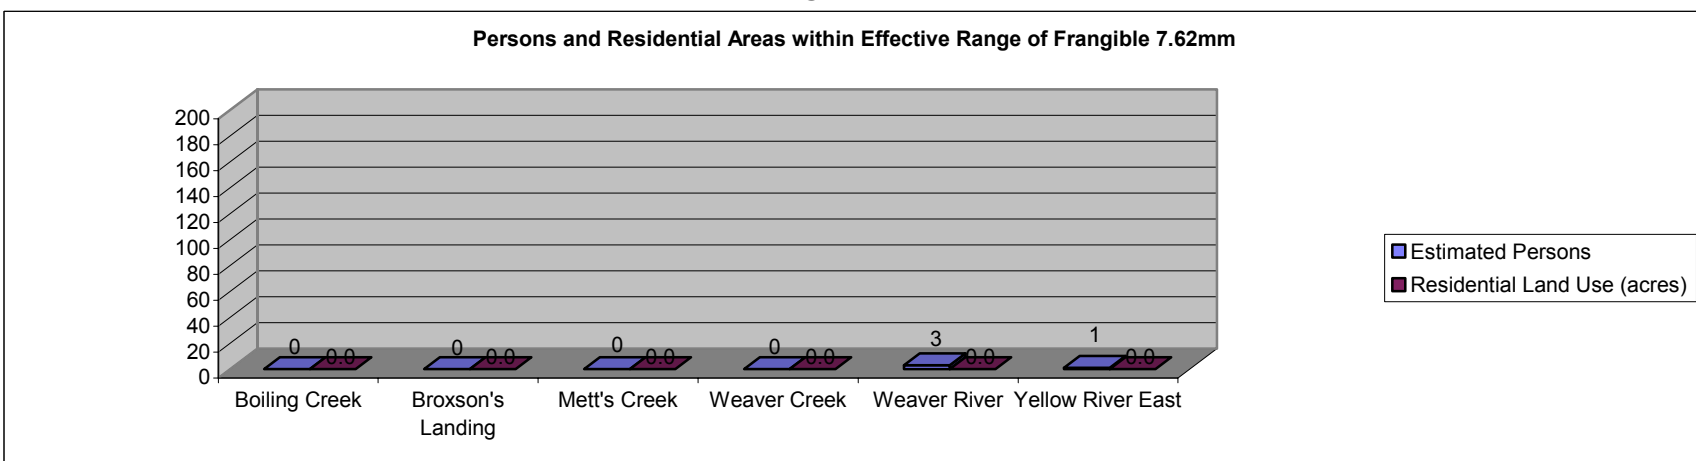 Persons and Residential Areas within Effective Range of Frangible 7.62mm
200
180
160
140
120
100
80
60
40
20
0
0 0.0 0 0.0 0 0.0 0 0.0 3 0.0 1 0.0
Boiling Creek Broxson's Landing Mett's Creek Weaver Creek Weaver River Yellow River East
Estimated Persons
Residential Land Use (acres)